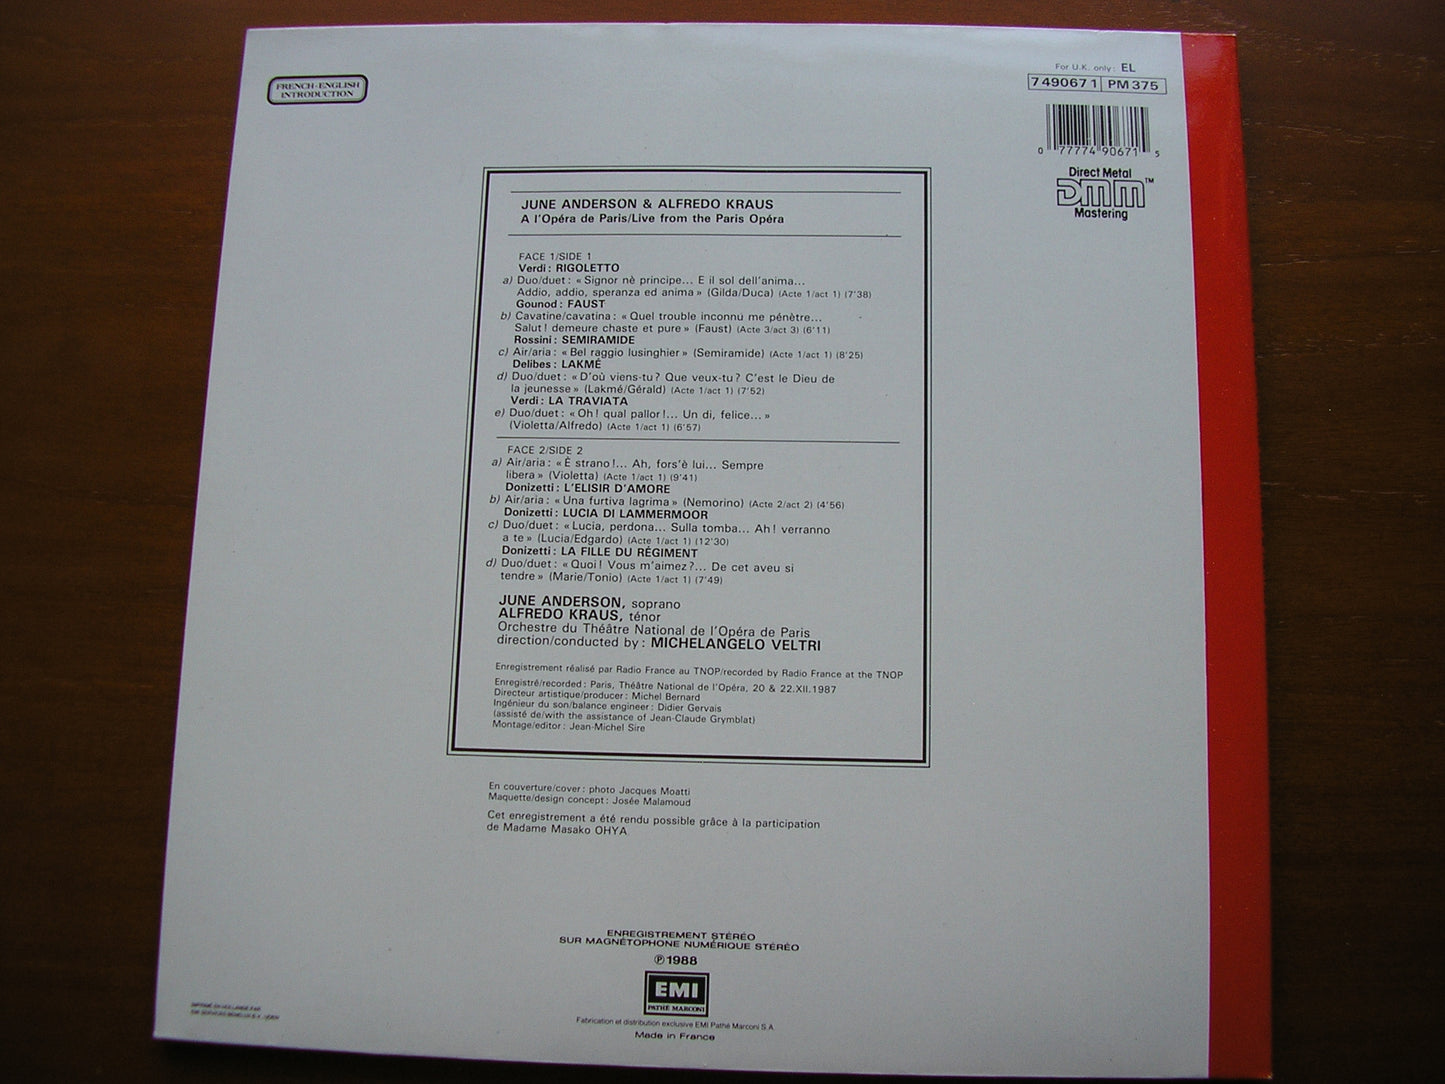 FRENCH-ENGLISH
INTRODUCTION
For U.K. only: EL
7 49067 1 PM 375
0 77774 90671 5
Direct Metal
DMM™
Mastering
JUNE ANDERSON & ALFREDO KRAUS
A l'Opéra de Paris/Live from the Paris Opéra
FACE 1/SIDE 1
Verdi: RIGOLETTO
a) Duo/duet: « Signor nè principe... E il sol dell'anima...
Addio, addio, speranza ed anima » (Gilda/Duca) (Acte 1/act 1) (7'38)
Gounod: FAUST
b) Cavatine/cavatina: « Quel trouble inconnu me pénètre...
Salut! demeure chaste et pure » (Faust) (Acte 3/act 3) (6'11)
Rossini: SEMIRAMIDE
c) Air/aria: « Bel raggio lusinghier » (Semiramide) (Acte 1/act 1) (8'25)
Delibes: LAKMÉ
d) Duo/duet: « D'où viens-tu? Que veux-tu? C'est le Dieu de
la jeunesse » (Lakmé/Gérald) (Acte 1/act 1) (7'52)
Verdi: LA TRAVIATA
e) Duo/duet: « Oh! qual pallor!... Un di, felice... »
(Violetta/Alfredo) (Acte 1/act 1) (6'57)
FACE 2/SIDE 2
a) Air/aria: « È strano!... Ah, fors'è lui... Sempre
libera » (Violetta) (Acte 1/act 1) (9'41)
Donizetti: L'ELISIR D'AMORE
b) Air/aria: « Una furtiva lagrima » (Nemorino) (Acte 2/act 2) (4'56)
Donizetti: LUCIA DI LAMMERMOOR
c) Duo/duet: « Lucia, perdona... Sulla tomba... Ah! verranno
a te » (Lucia/Edgardo) (Acte 1/act 1) (12'30)
Donizetti: LA FILLE DU RÉGIMENT
d) Duo/duet: « Quoi! Vous m'aimez?... De cet aveu si
tendre » (Marie/Tonio) (Acte 1/act 1) (7'49)
JUNE ANDERSON, soprano
ALFREDO KRAUS, ténor
Orchestre du Théâtre National de l'Opéra de Paris
direction/conducted by: MICHELANGELO VELTRI
Enregistrement réalisé par Radio France au TNOP/recorded by Radio France at the TNOP
Enregistré/recorded: Paris, Théâtre National de l'Opéra, 20 & 22.XII.1987
Directeur artistique/producer: Michel Bernard
Ingénieur du son/balance engineer: Didier Gervais
(assisté de/with the assistance of Jean-Claude Grymblat)
Montage/editor: Jean-Michel Sire
En couverture/cover: photo Jacques Moatti
Maquette/design concept: Josée Malamoud
Cet enregistrement a été rendu possible grâce à la participation
de Madame Masako OHYA
ENREGISTREMENT STÉRÉO
SUR MAGNÉTOPHONE NUMÉRIQUE STÉRÉO
℗ 1988
EMI
PATHÉ MARCONI
Fabrication et distribution exclusive EMI Pathé Marconi S.A.
Made in France
IMPRIMÉ EN HOLLANDE PAR
EMI SERVICES BENELUX B.V., UDEN